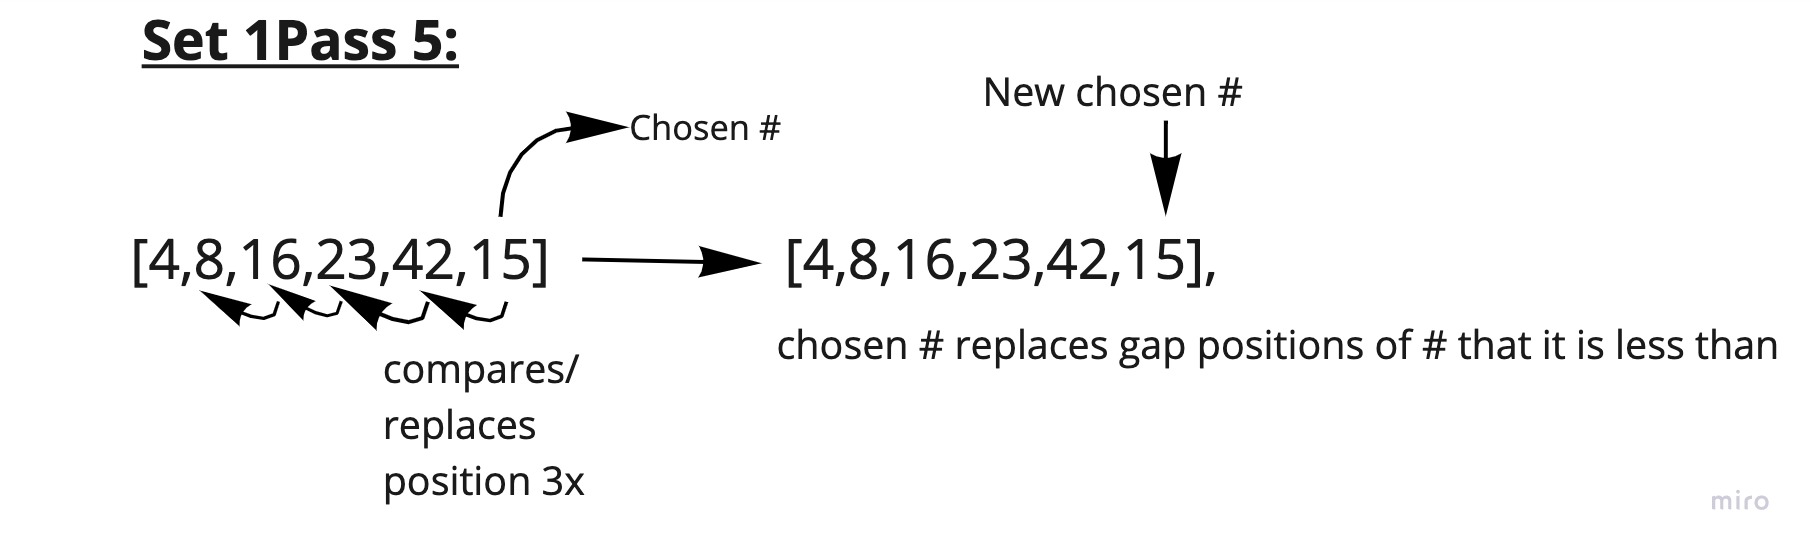 Set 1Pass 5:
New chosen #
Chosen #
[4,8,16,23,42,15]
[4,8,16,23,42,15],
chosen # replaces gap positions of # that it is less than
compares/
replaces
position 3x
miro